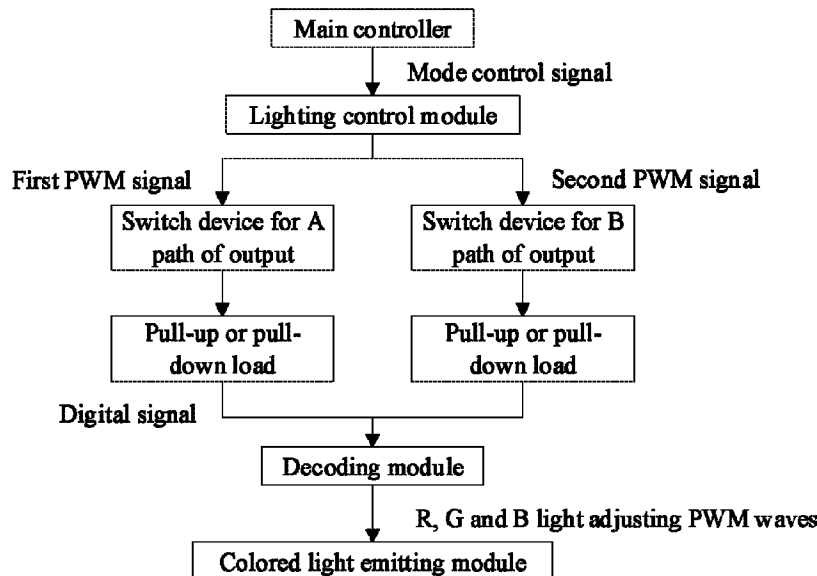 Main controller
Mode control signal
Lighting control module
First PWM signal
Second PWM signal
Switch device for A
path of output
Switch device for B
path of output
Pull-up or pull-
down load
Pull-up or pull-
down load
Digital signal
Decoding module
R, G and B light adjusting PWM waves
Colored light emitting module